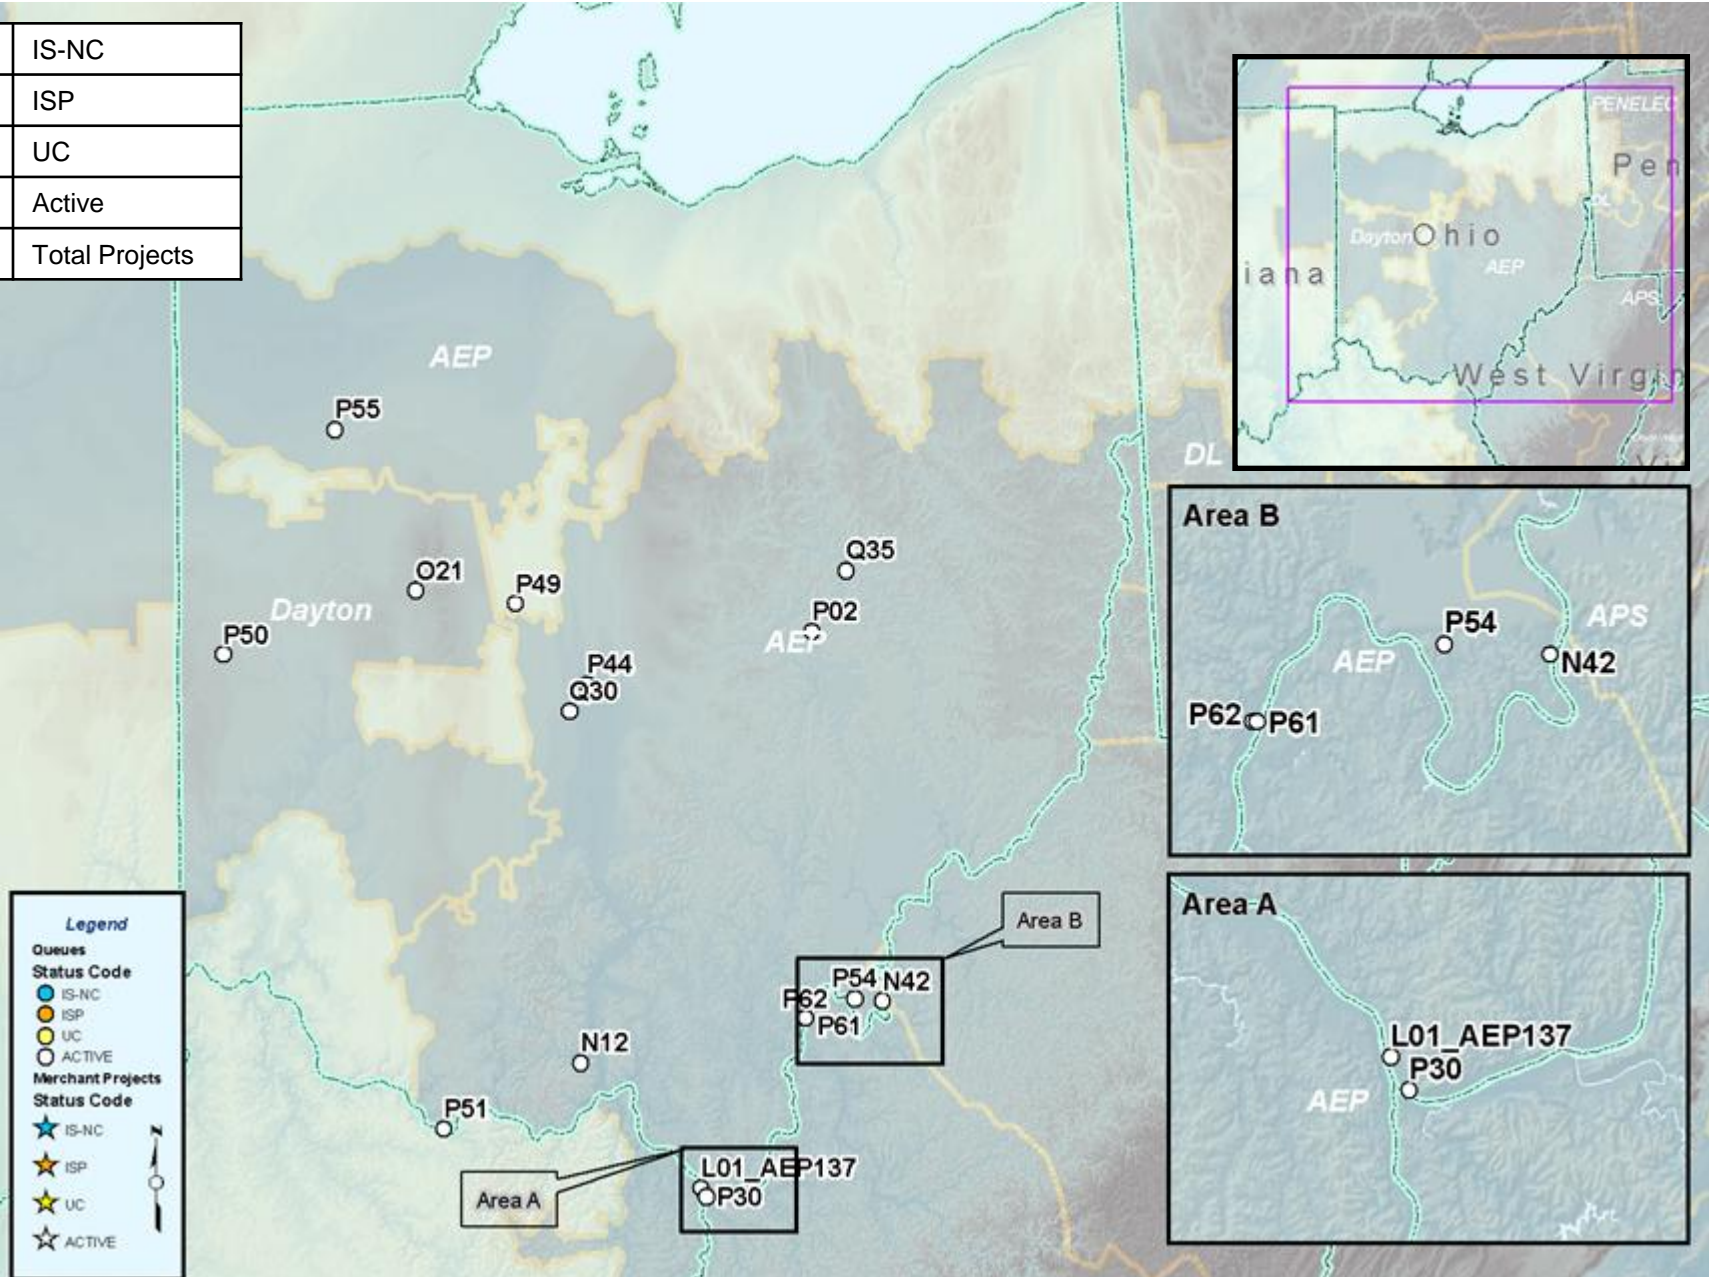 IS-NC
ISP
UC
Active
Total Projects
PENELEC
Pen
DL
Dayton
Ohio
AEP
iana
APS
West Virgin
AEP
P55
DL
Q35
O21
P49
Dayton
P02
AEP
P50
P44
Q30
Area B
P54
APS
AEP
N42
P62
P61
Area A
L01_AEP137
P30
AEP
Area B
P54
N42
P62
P61
N12
P51
L01_AEP137
P30
Area A
Legend
Queues
Status Code
IS-NC
ISP
UC
ACTIVE
Merchant Projects
Status Code
IS-NC
N
ISP
UC
ACTIVE